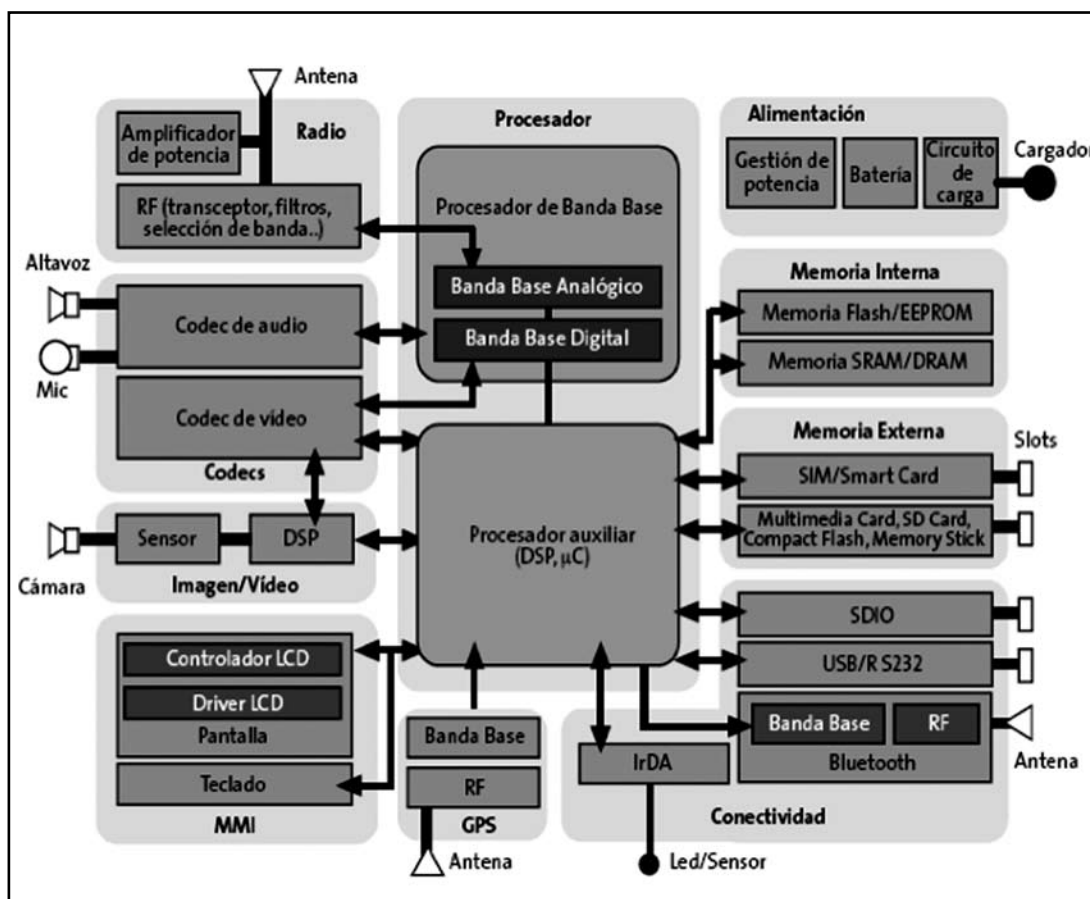 Antena
Radio
Amplificador
de potencia
RF (transceptor, filtros,
selección de banda..)
Altavoz
Codec de audio
Mic
Codec de vídeo
Codecs
Sensor
DSP
Cámara
Imagen/Vídeo
Controlador LCD
Driver LCD
Pantalla
Teclado
MMI
Procesador
Procesador de Banda Base
Banda Base Analógico
Banda Base Digital
Procesador auxiliar
(DSP, µC)
Banda Base
RF
GPS
Antena
Alimentación
Gestión de
potencia
Batería
Circuito
de
carga
Cargador
Memoria Interna
Memoria Flash/EEPROM
Memoria SRAM/DRAM
Memoria Externa
Slots
SIM/Smart Card
Multimedia Card, SD Card,
Compact Flash, Memory Stick
SDIO
USB/R S232
Banda Base
RF
Bluetooth
Antena
IrDA
Conectividad
Led/Sensor